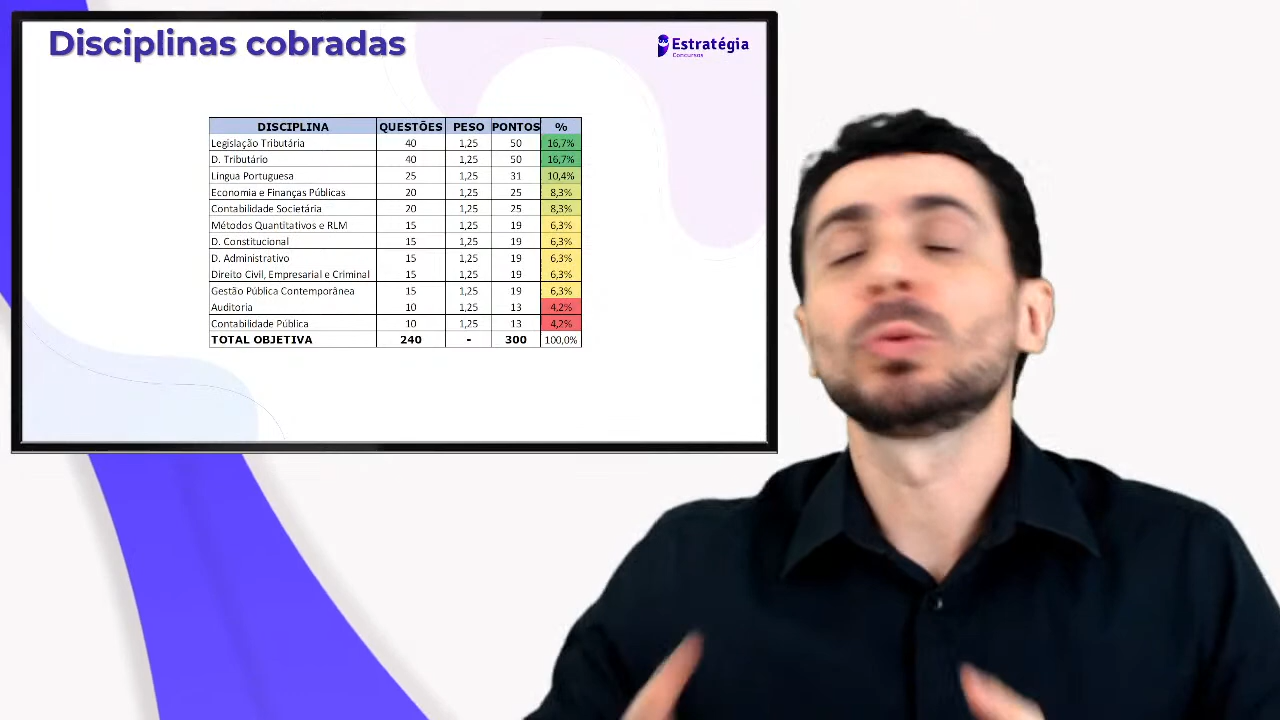 Disciplinas cobradas
Estratégia
Concursos
DISCIPLINA QUESTÕES PESO PONTOS %
Legislação Tributária 40 1,25 50 16,7%
D. Tributário 40 1,25 50 16,7%
Língua Portuguesa 25 1,25 31 10,4%
Economia e Finanças Públicas 20 1,25 25 8,3%
Contabilidade Societária 20 1,25 25 8,3%
Métodos Quantitativos e RLM 15 1,25 19 6,3%
D. Constitucional 15 1,25 19 6,3%
D. Administrativo 15 1,25 19 6,3%
Direito Civil, Empresarial e Criminal 15 1,25 19 6,3%
Gestão Pública Contemporânea 15 1,25 19 6,3%
Auditoria 10 1,25 13 4,2%
Contabilidade Pública 10 1,25 13 4,2%
TOTAL OBJETIVA 240 - 300 100,0%